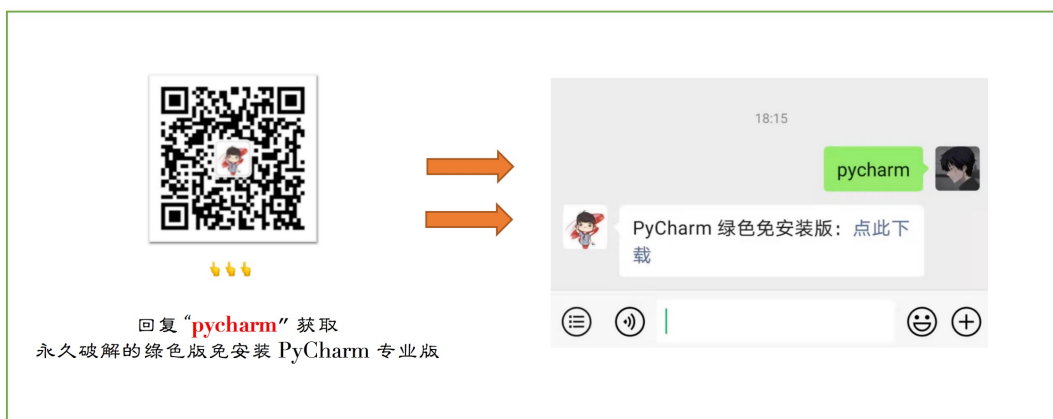 回复 “pycharm” 获取
永久破解的绿色版免安装 PyCharm 专业版
18:15
pycharm
PyCharm 绿色免安装版：点此下
载